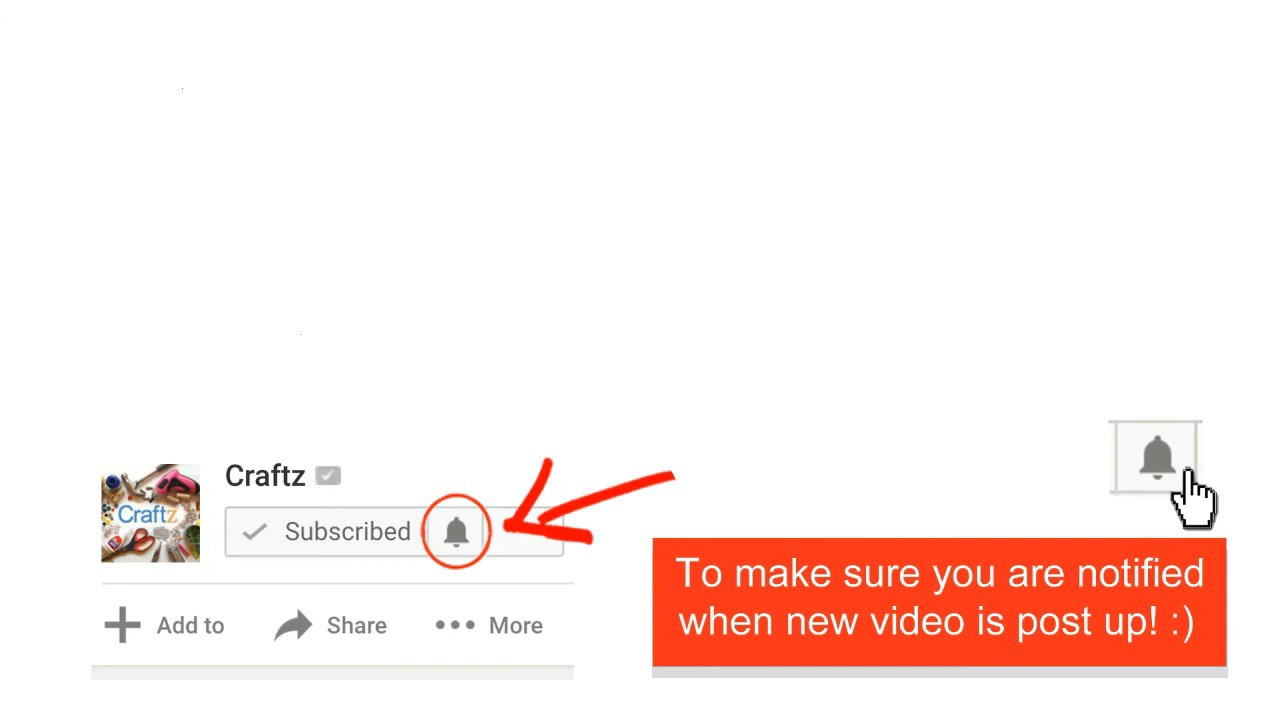 Craftz
Craftz
Subscribed
Add to
Share
More
To make sure you are notified
when new video is post up! :)